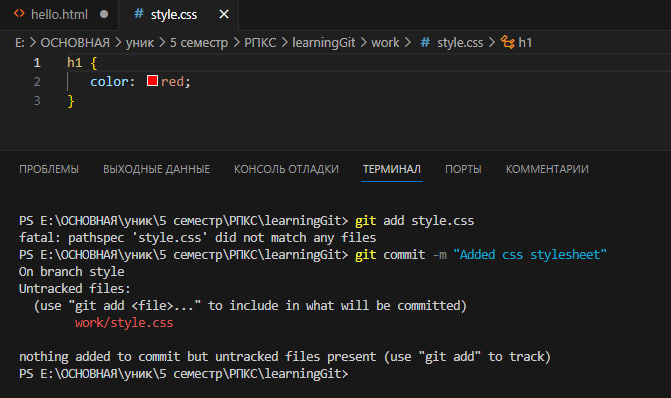 hello.html
style.css
E: > ОСНОВНАЯ > уник > 5 семестр > РПКС > learningGit > work > # style.css > h1
1 h1 {
2 color: red;
3 }
ПРОБЛЕМЫ ВЫХОДНЫЕ ДАННЫЕ КОНСОЛЬ ОТЛАДКИ ТЕРМИНАЛ ПОРТЫ КОММЕНТАРИИ
PS E:\ОСНОВНАЯ\уник\5 семестр\РПКС\learningGit> git add style.css
fatal: pathspec 'style.css' did not match any files
PS E:\ОСНОВНАЯ\уник\5 семестр\РПКС\learningGit> git commit -m "Added css stylesheet"
On branch style
Untracked files:
(use "git add <file>..." to include in what will be committed)
work/style.css
nothing added to commit but untracked files present (use "git add" to track)
PS E:\ОСНОВНАЯ\уник\5 семестр\РПКС\learningGit>